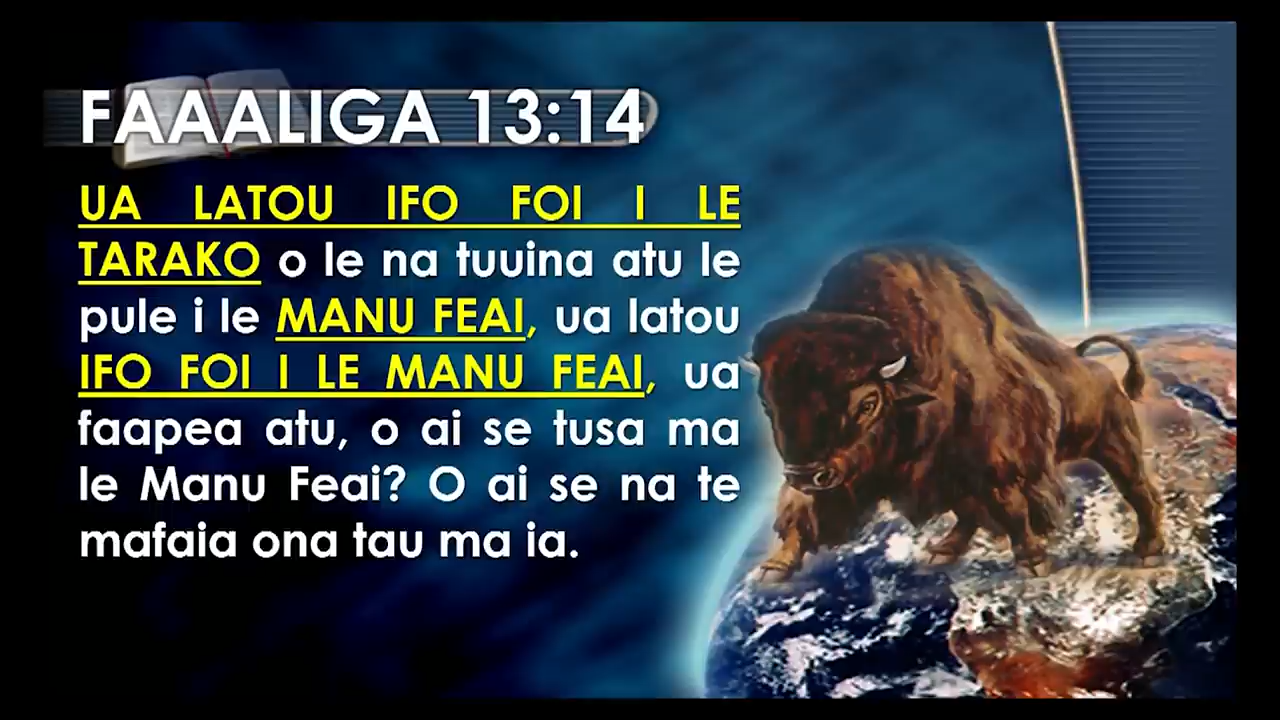 FAAALIGA 13:14
UA LATOU IFO FOI I LE
TARAKO o le na tuuina atu le
pule i le MANU FEAI, ua latou
IFO FOI I LE MANU FEAI, ua
faapea atu, o ai se tusa ma
le Manu Feai? O ai se na te
mafaia ona tau ma ia.